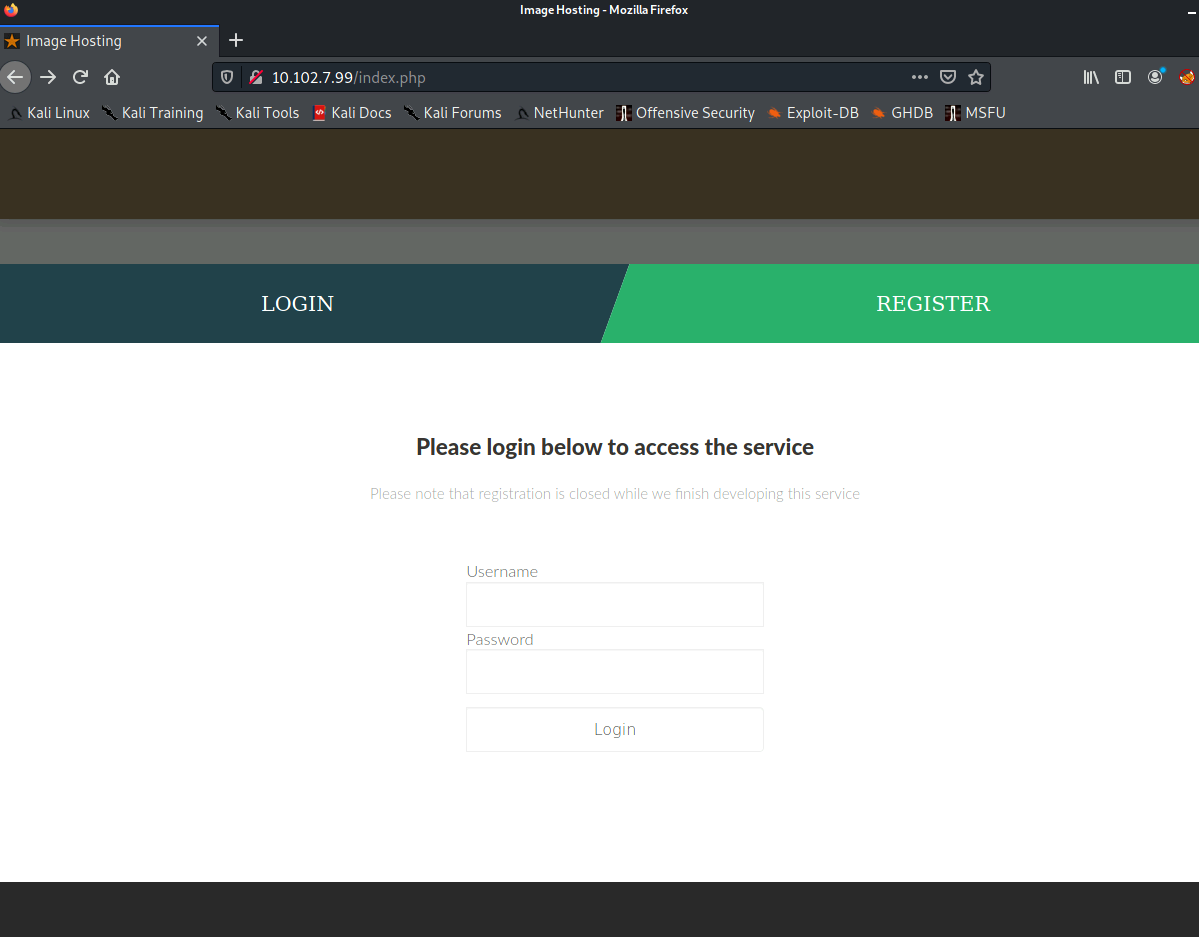 Image Hosting - Mozilla Firefox
Image Hosting
10.102.7.99/index.php
Kali Linux Kali Training Kali Tools Kali Docs Kali Forums NetHunter Offensive Security Exploit-DB GHDB MSFU
LOGIN REGISTER
Please login below to access the service
Please note that registration is closed while we finish developing this service
Username
Password
Login